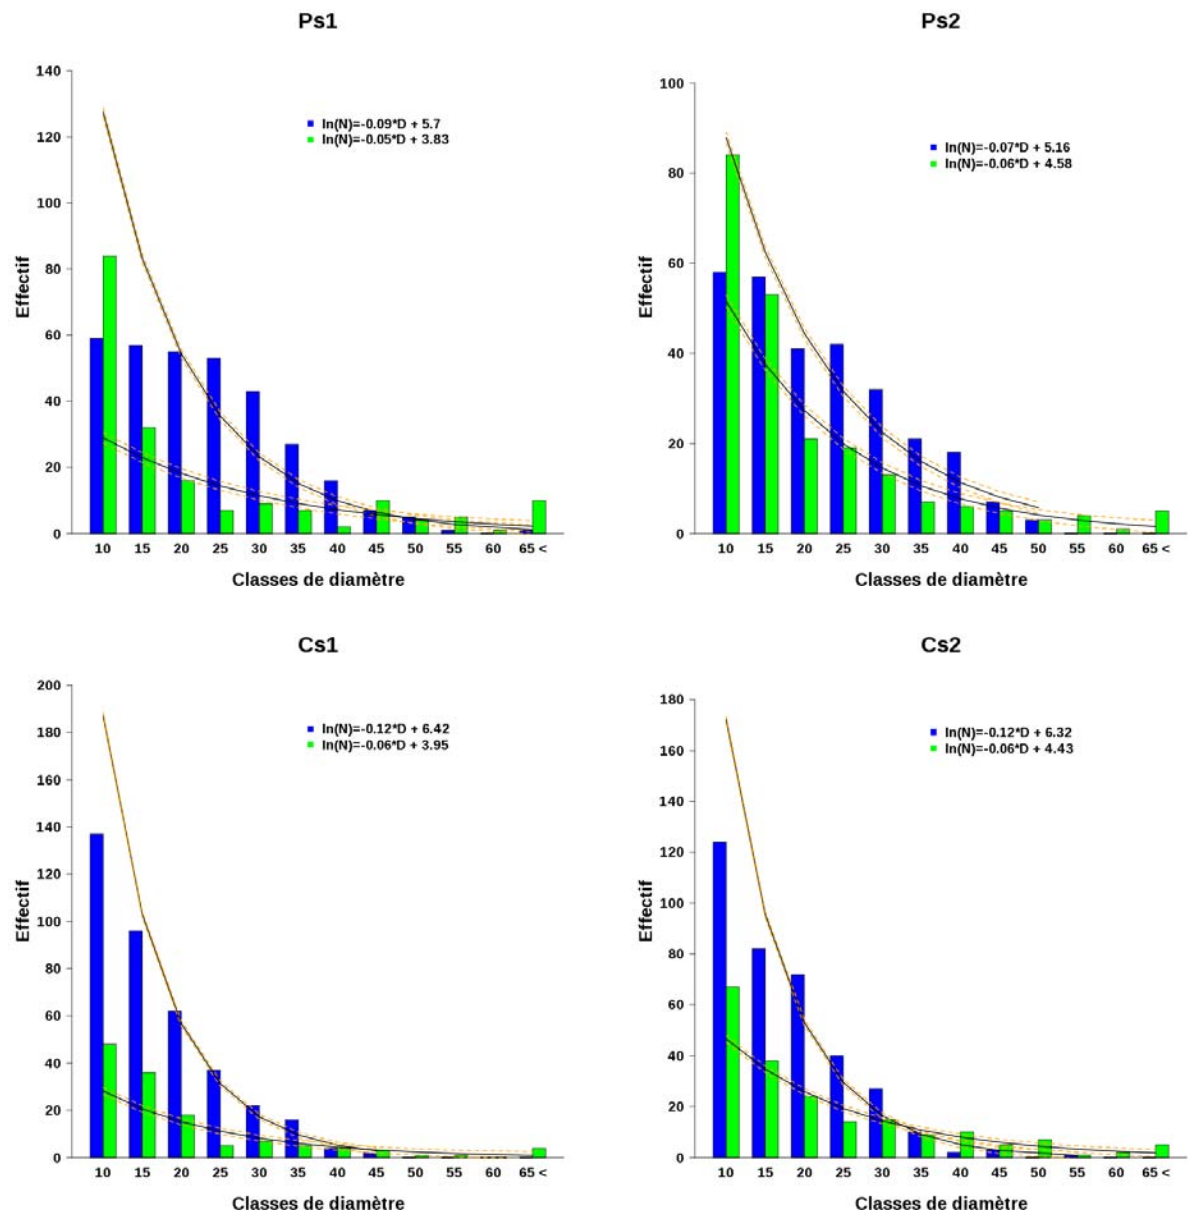 Ps1
140
120
100
80
60
40
20
0
Effectif
ln(N)=-0.09*D + 5.7
ln(N)=-0.05*D + 3.83
10 15 20 25 30 35 40 45 50 55 60 65 <
Classes de diamètre
Ps2
100
80
60
40
20
0
Effectif
ln(N)=-0.07*D + 5.16
ln(N)=-0.06*D + 4.58
10 15 20 25 30 35 40 45 50 55 60 65 <
Classes de diamètre
Cs1
200
180
160
140
120
100
80
60
40
20
0
Effectif
ln(N)=-0.12*D + 6.42
ln(N)=-0.06*D + 3.95
10 15 20 25 30 35 40 45 50 55 60 65 <
Classes de diamètre
Cs2
180
160
140
120
100
80
60
40
20
0
Effectif
ln(N)=-0.12*D + 6.32
ln(N)=-0.06*D + 4.43
10 15 20 25 30 35 40 45 50 55 60 65 <
Classes de diamètre